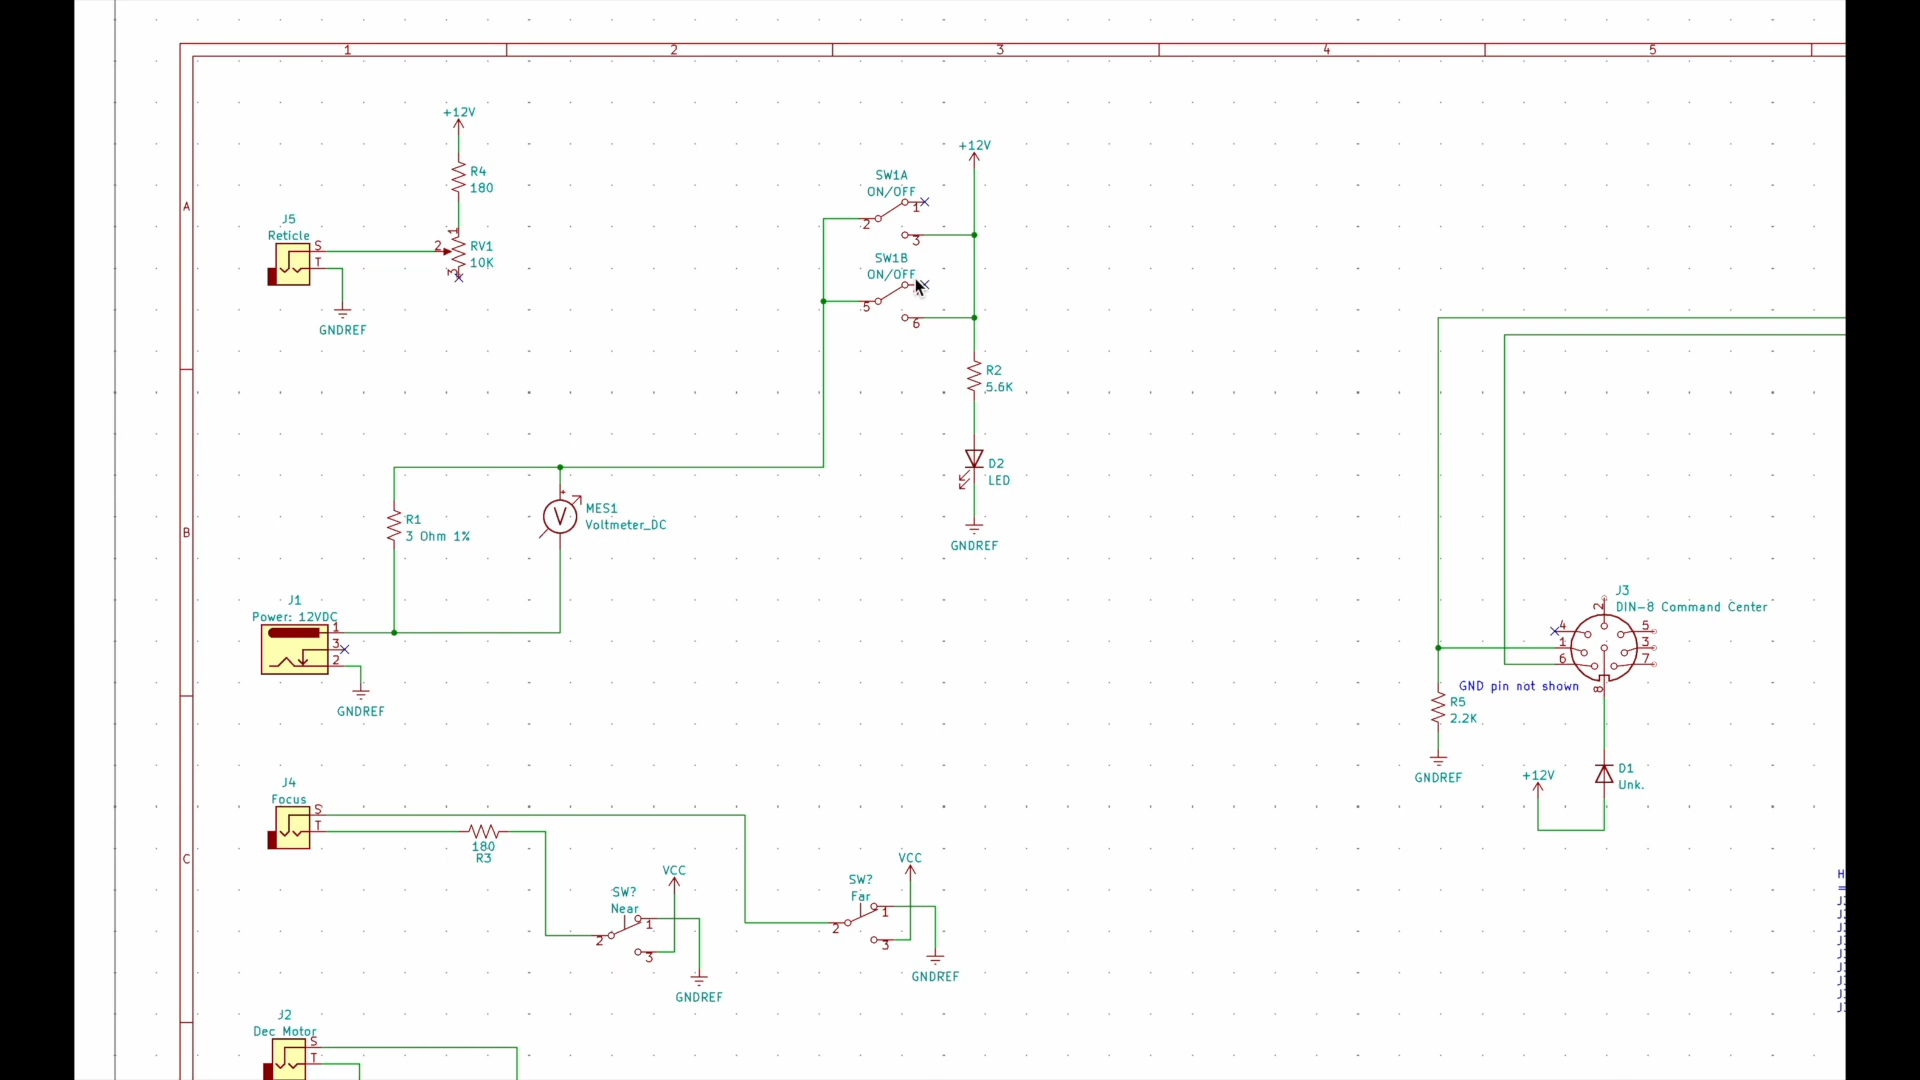 1 2 3 4 5
A
B
C
+12V
R4
180
J5
Reticle
S
T
1
2
3
RV1
10K
GNDREF
+12V
SW1A
ON/OFF
1
2
3
SW1B
ON/OFF
5
6
R2
5.6K
D2
LED
GNDREF
R1
3 Ohm 1%
+
V
MES1
Voltmeter_DC
J1
Power: 12VDC
1
3
2
GNDREF
J4
Focus
S
T
180
R3
SW?
Near
VCC
1
2
3
GNDREF
SW?
Far
VCC
1
2
3
GNDREF
J2
Dec Motor
S
T
J3
DIN-8 Command Center
2
4
5
1
3
6
7
8
GND pin not shown
R5
2.2K
GNDREF
+12V
D1
Unk.